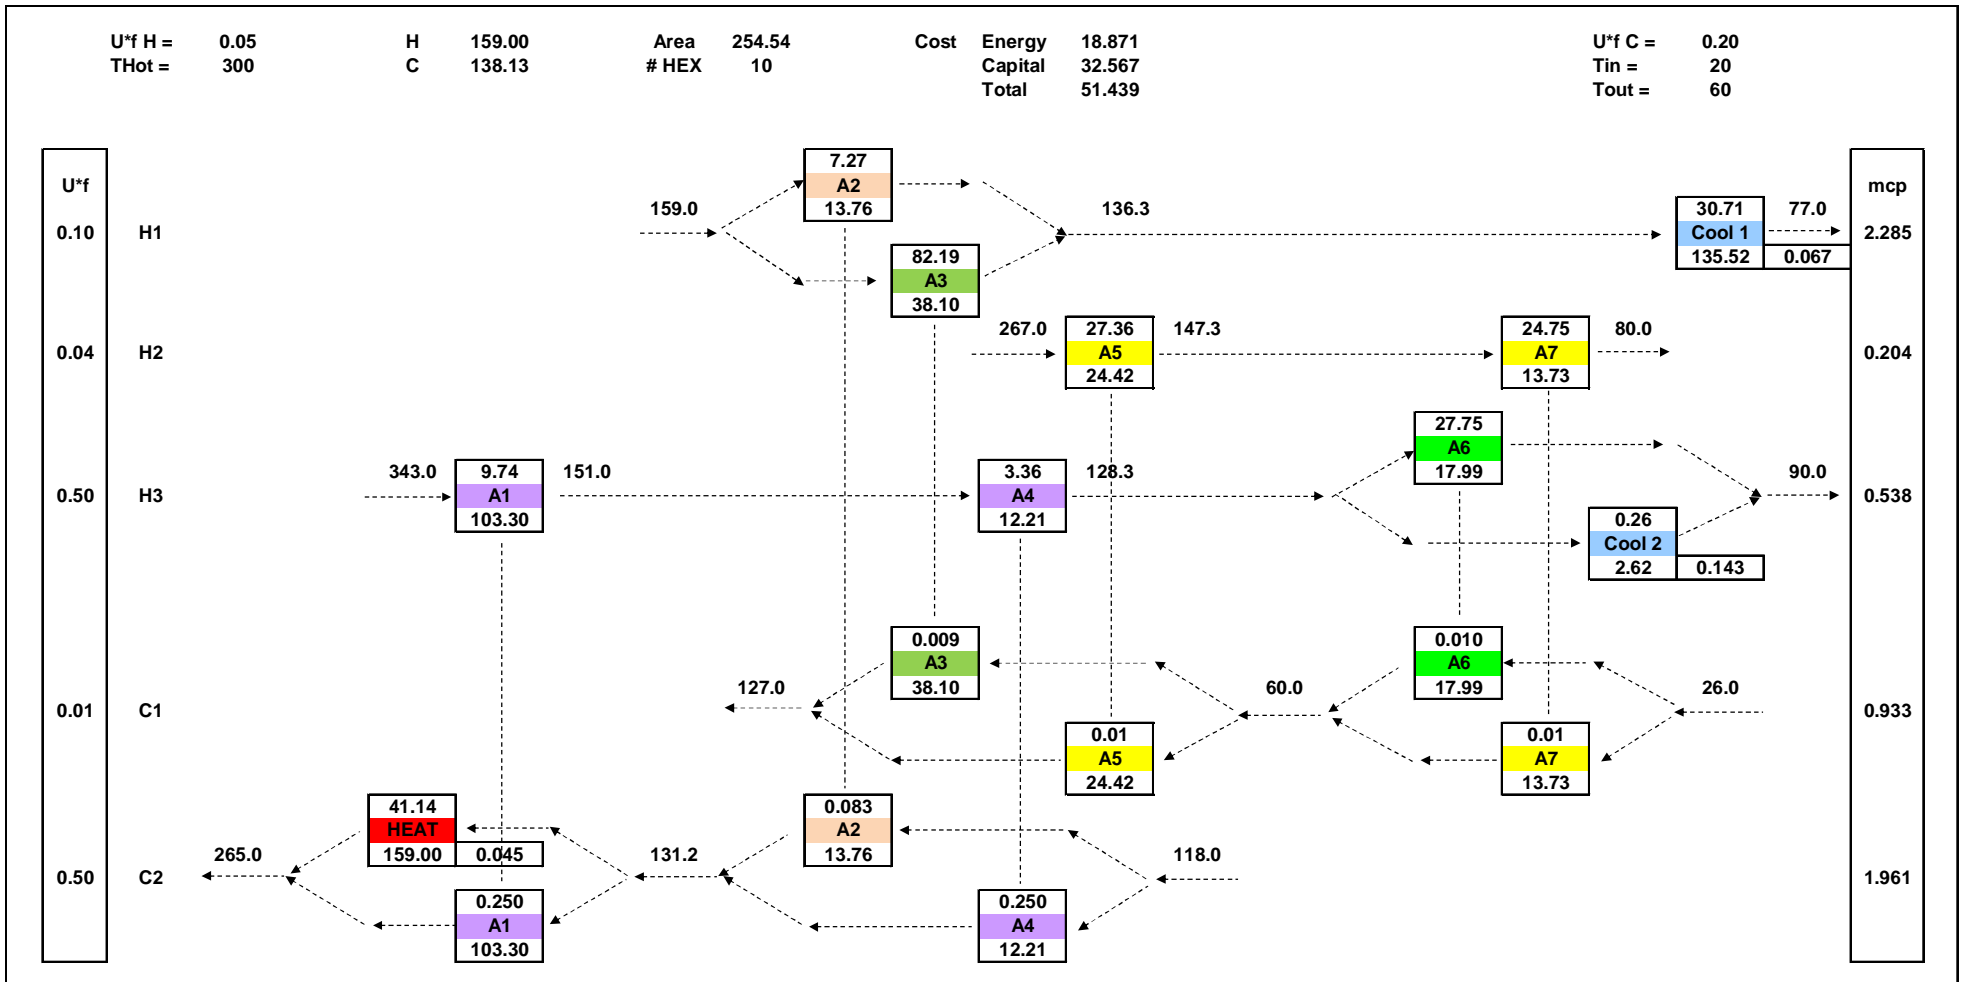 U*f H = 0.05 H 159.00 Area 254.54 Cost Energy 18.871 U*f C = 0.20
THot = 300 C 138.13 # HEX 10 Capital 32.567 Tin = 20
Total 51.439 Tout = 60
7.27
U*f A2 mcp
159.0 13.76 136.3 30.71 77.0
0.10 H1 Cool 1 2.285
82.19 135.52 0.067
A3
38.10
267.0 27.36 147.3 24.75 80.0
0.04 H2 A5 A7 0.204
24.42 13.73
27.75
A6
343.0 9.74 151.0 3.36 128.3 17.99 90.0
0.50 H3 A1 A4 0.538
103.30 12.21 0.26
Cool 2
2.62 0.143
0.009 0.010
A3 A6
127.0 38.10 60.0 17.99 26.0
0.01 C1 0.933
0.01 0.01
A5 A7
24.42 13.73
41.14 0.083
HEAT A2
265.0 159.00 0.045 131.2 13.76 118.0
0.50 C2 1.961
0.250 0.250
A1 A4
103.30 12.21